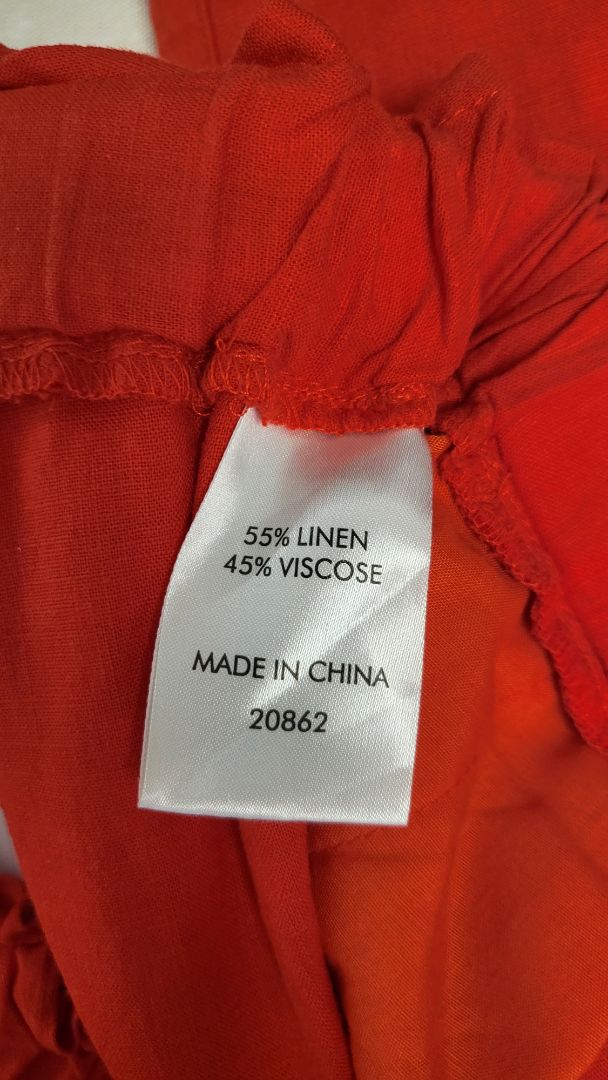 55% LINEN
45% VISCOSE
MADE IN CHINA
20862